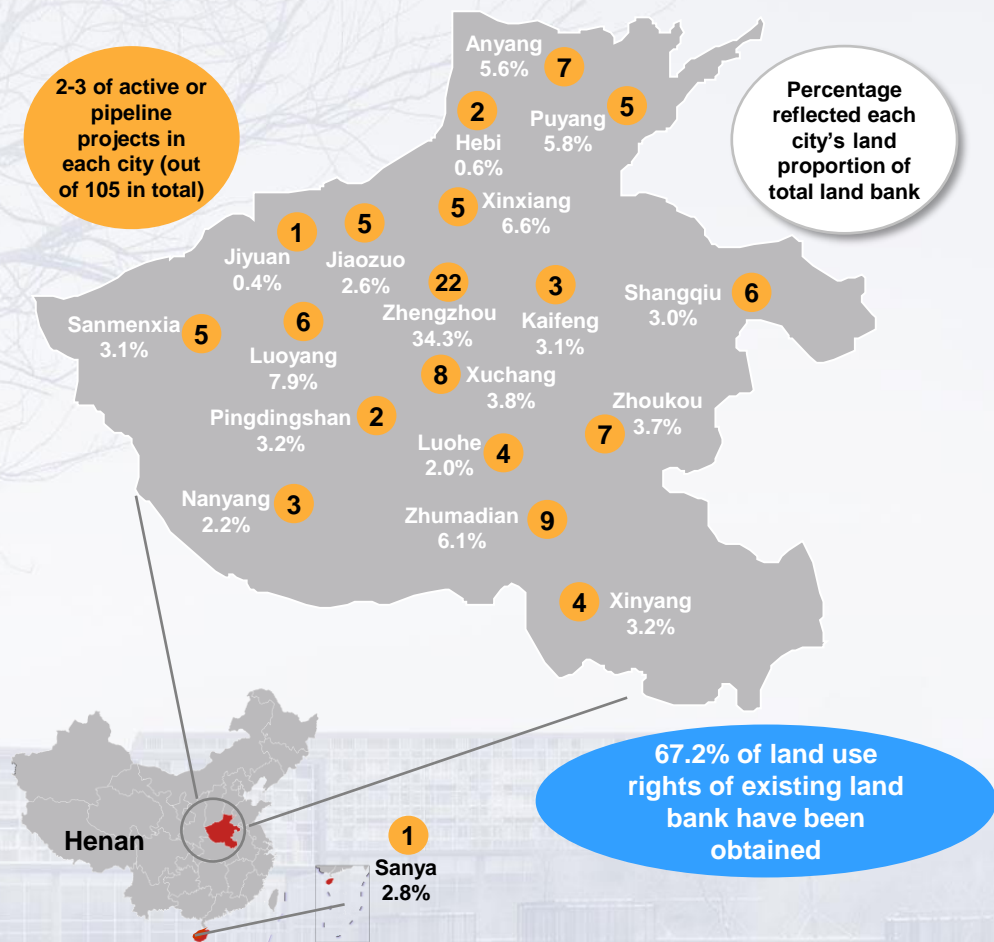 2-3 of active or
pipeline
projects in
each city (out
of 105 in total)
Percentage
reflected each
city's land
proportion of
total land bank
Anyang
5.6%
7
2
Hebi
0.6%
Puyang
5.8%
5
5
Xinxiang
6.6%
1
Jiyuan
0.4%
5
Jiaozuo
2.6%
22
Zhengzhou
34.3%
3
Kaifeng
3.1%
Shangqiu
3.0%
6
Sanmenxia
3.1%
5
6
Luoyang
7.9%
8
Xuchang
3.8%
Pingdingshan
3.2%
2
Luohe
2.0%
4
Zhoukou
3.7%
7
Nanyang
2.2%
3
Zhumadian
6.1%
9
4
Xinyang
3.2%
67.2% of land use
rights of existing land
bank have been
obtained
Henan
1
Sanya
2.8%